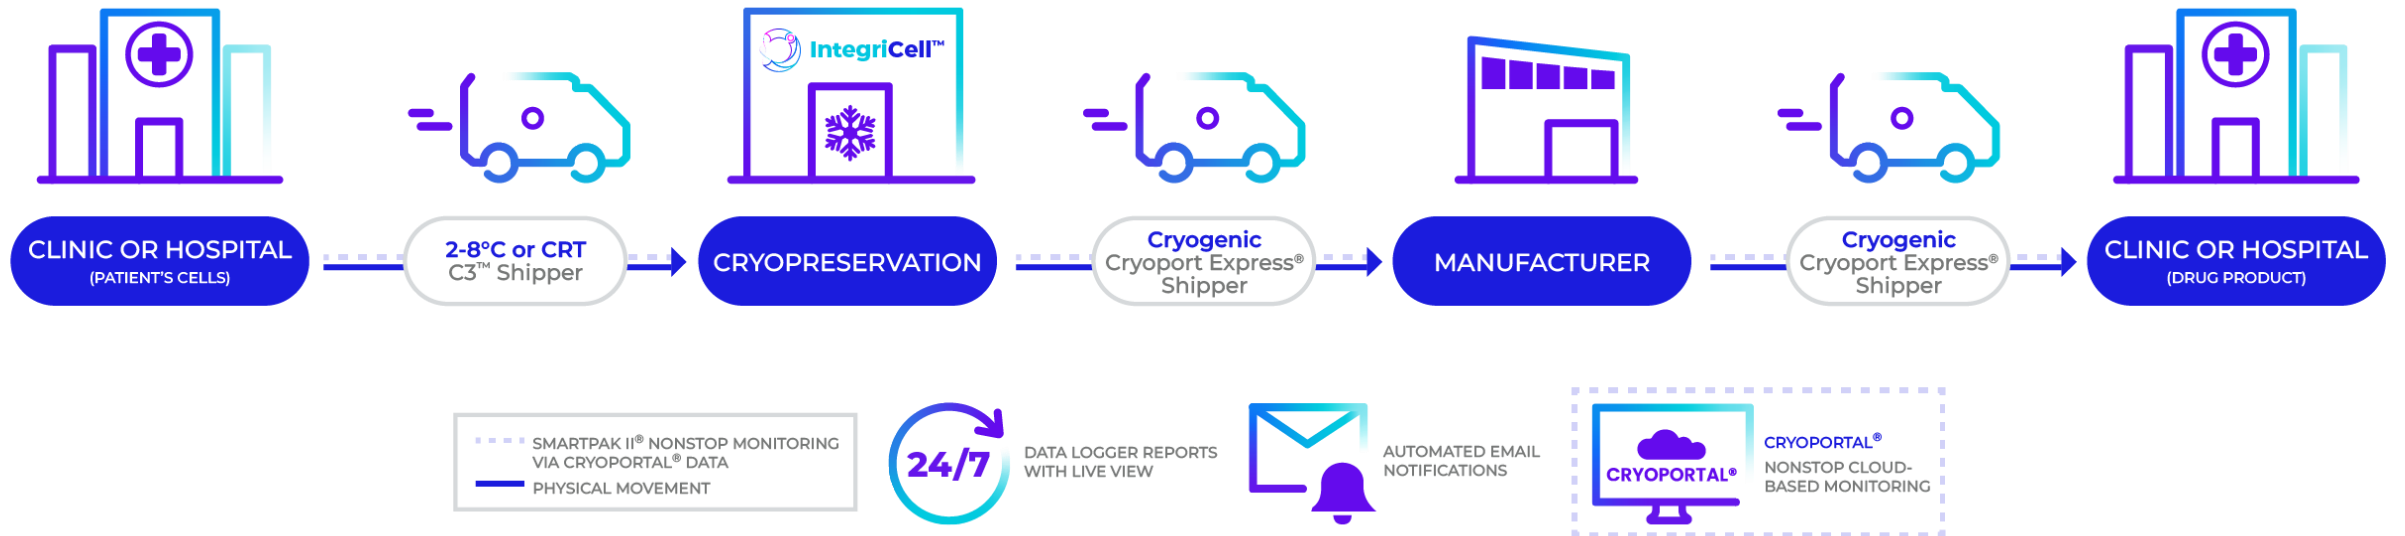 IntegriCell™
CLINIC OR HOSPITAL
(PATIENT'S CELLS)
2-8°C or CRT
C3™ Shipper
CRYOPRESERVATION
Cryogenic
Cryoport Express®
Shipper
MANUFACTURER
Cryogenic
Cryoport Express®
Shipper
CLINIC OR HOSPITAL
(DRUG PRODUCT)
SMARTPAK II® NONSTOP MONITORING
VIA CRYOPORTAL® DATA
PHYSICAL MOVEMENT
24/7
DATA LOGGER REPORTS
WITH LIVE VIEW
AUTOMATED EMAIL
NOTIFICATIONS
CRYOPORTAL®
CRYOPORTAL®
NONSTOP CLOUD-
BASED MONITORING